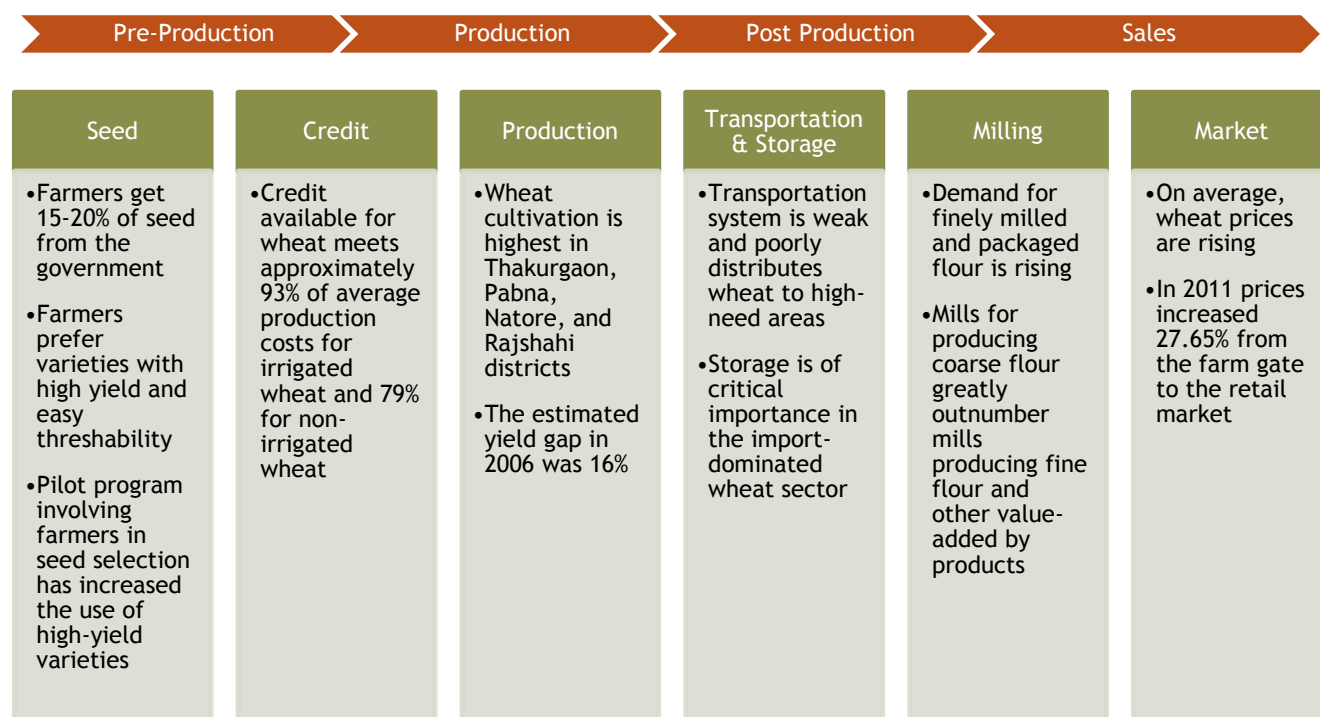 Pre-Production
Production
Post Production
Sales
Seed
•Farmers get
15-20% of seed
from the
government
•Farmers
prefer
varieties with
high yield and
easy
threshability
•Pilot program
involving
farmers in
seed selection
has increased
the use of
high-yield
varieties
Credit
•Credit
available for
wheat meets
approximately
93% of average
production
costs for
irrigated
wheat and 79%
for non-
irrigated
wheat
Production
•Wheat
cultivation is
highest in
Thakurgaon,
Pabna,
Natore, and
Rajshahi
districts
•The estimated
yield gap in
2006 was 16%
Transportation
& Storage
•Transportation
system is weak
and poorly
distributes
wheat to high-
need areas
•Storage is of
critical
importance in
the import-
dominated
wheat sector
Milling
•Demand for
finely milled
and packaged
flour is rising
•Mills for
producing
coarse flour
greatly
outnumber
mills
producing fine
flour and
other value-
added by
products
Market
•On average,
wheat prices
are rising
•In 2011 prices
increased
27.65% from
the farm gate
to the retail
market